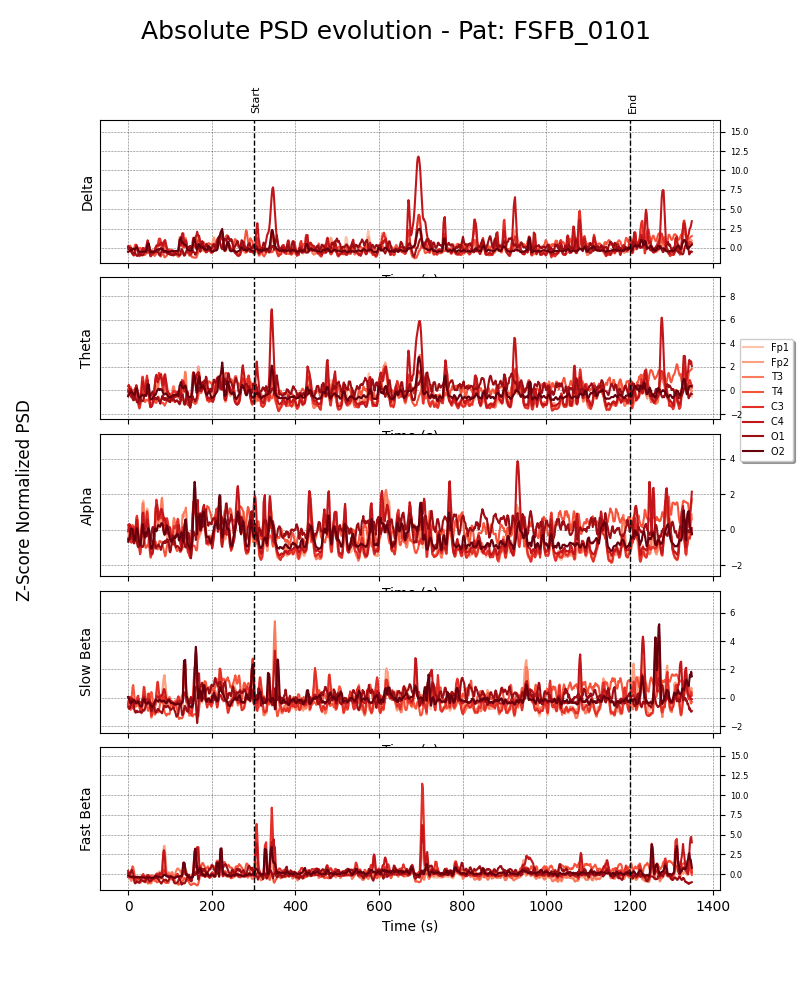 Absolute PSD evolution - Pat: FSFB_0101
Start
End
Delta
15.0
12.5
10.0
7.5
5.0
2.5
0.0
Time (s)
Theta
8
6
4
2
0
−2
Time (s)
Alpha
4
2
0
−2
Time (s)
Slow Beta
6
4
2
0
−2
Time (s)
Fast Beta
15.0
12.5
10.0
7.5
5.0
2.5
0.0
0 200 400 600 800 1000 1200 1400
Time (s)
Z-Score Normalized PSD
Fp1
Fp2
T3
T4
C3
C4
O1
O2